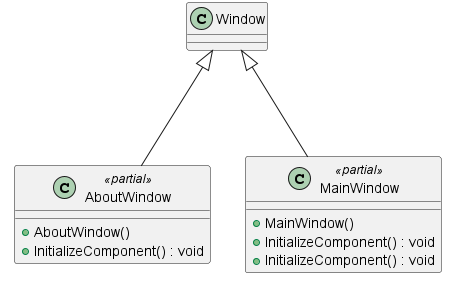 C Window
C «partial»
AboutWindow
AboutWindow()
InitializeComponent() : void
C «partial»
MainWindow
MainWindow()
InitializeComponent() : void
InitializeComponent() : void